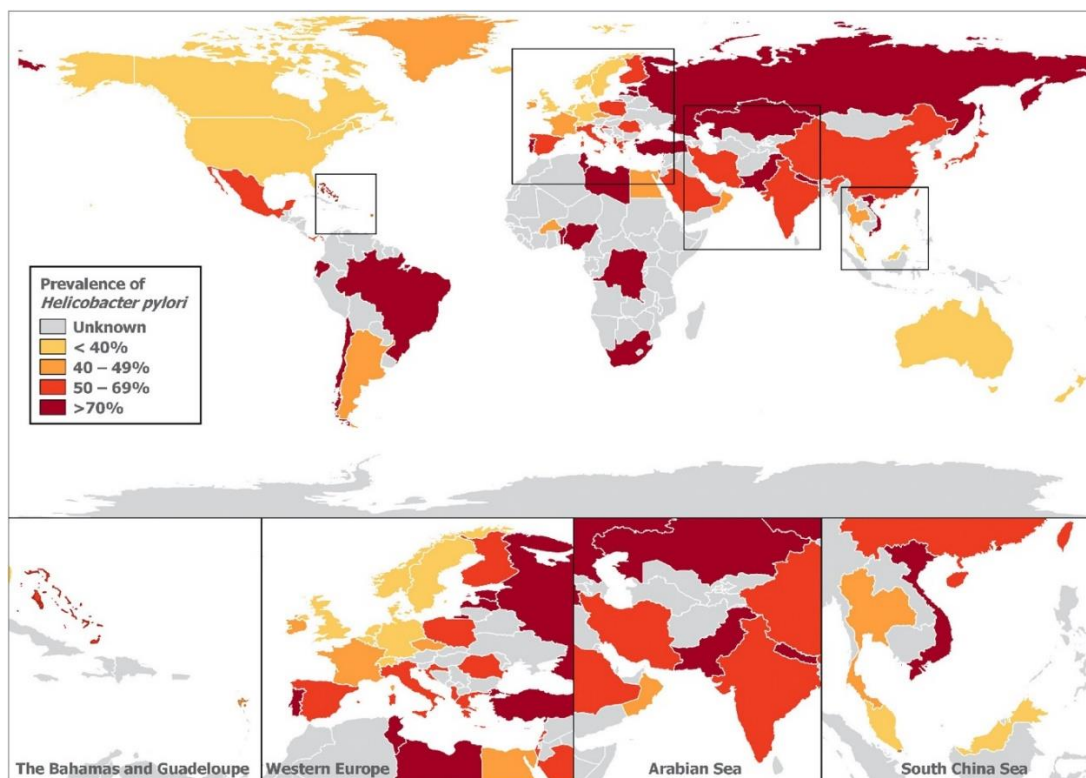 Prevalence of
Helicobacter pylori
Unknown
< 40%
40 – 49%
50 – 69%
>70%
The Bahamas and Guadeloupe
Western Europe
Arabian Sea
South China Sea